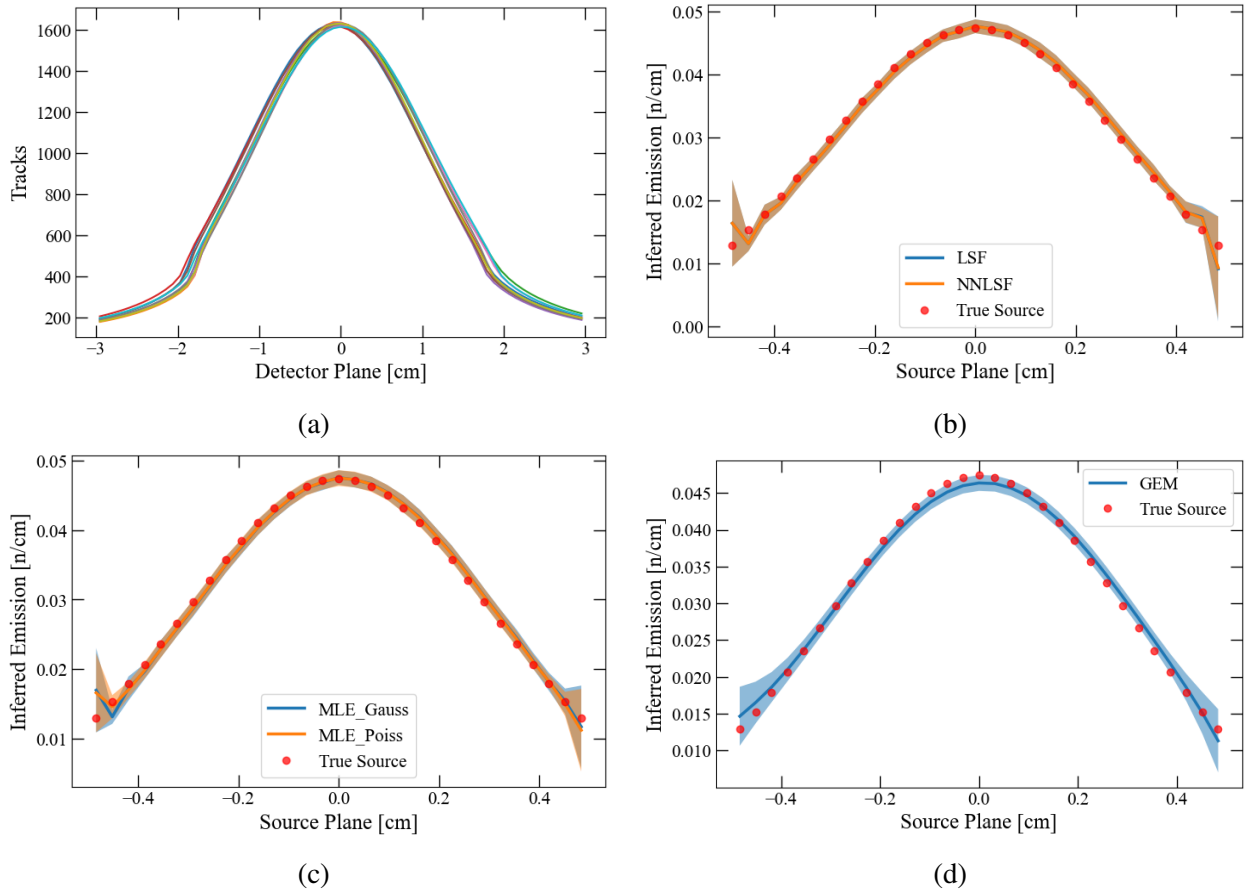 1600
1400
1200
1000
800
600
400
200
Tracks
−3
−2
−1
0
1
2
3
Detector Plane [cm]
(a)
0.05
0.04
0.03
0.02
0.01
0.00
Inferred Emission [n/cm]
LSF
NNLSF
True Source
−0.4
−0.2
0.0
0.2
0.4
Source Plane [cm]
(b)
0.05
0.04
0.03
0.02
0.01
Inferred Emission [n/cm]
MLE_Gauss
MLE_Poiss
True Source
−0.4
−0.2
0.0
0.2
0.4
Source Plane [cm]
(c)
0.045
0.040
0.035
0.030
0.025
0.020
0.015
0.010
Inferred Emission [n/cm]
GEM
True Source
−0.4
−0.2
0.0
0.2
0.4
Source Plane [cm]
(d)